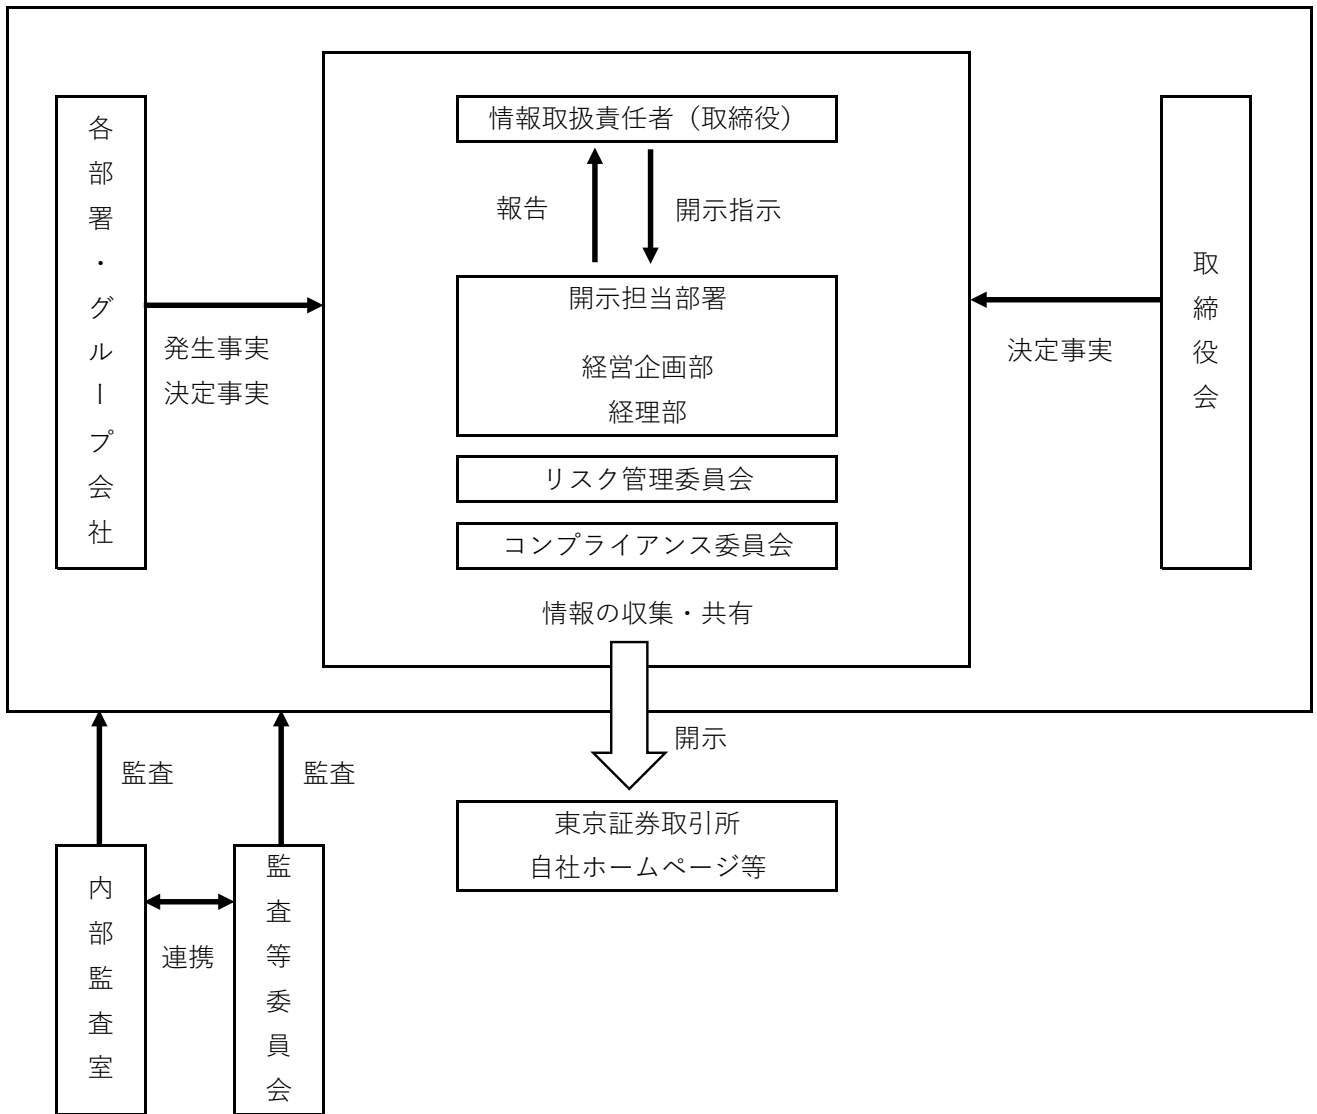 情報取扱責任者（取締役）
各部署・グループ会社
報告
開示指示
取締役会
開示担当部署
発生事実
決定事実
経営企画部
経理部
決定事実
リスク管理委員会
コンプライアンス委員会
情報の収集・共有
開示
監査
監査
東京証券取引所
自社ホームページ等
内部監査室
連携
監査等委員会